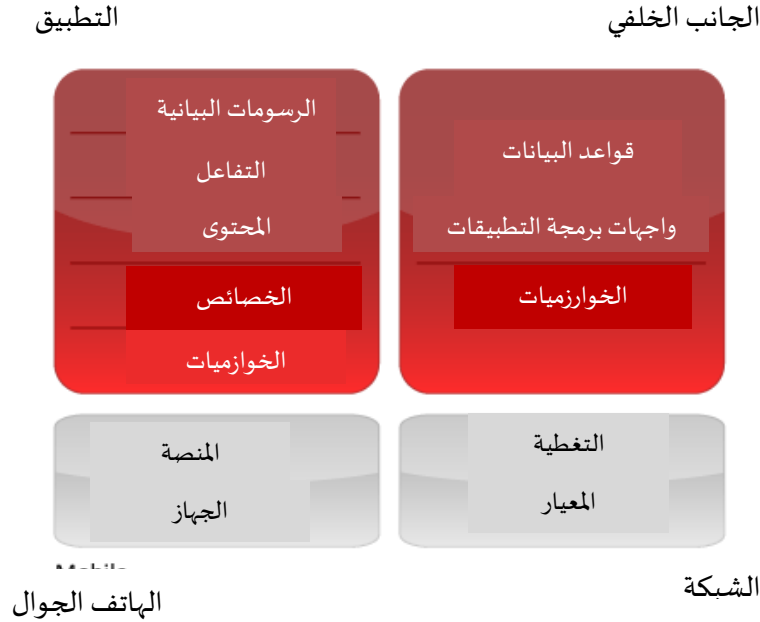 الجانب الخلفي
التطبيق
قواعد البيانات
واجهات برمجة التطبيقات
الخوارزميات
الرسومات البيانية
التفاعل
المحتوى
الخصائص
الخوازميات
التغطية
المعيار
المنصة
الجهاز
الشبكة
الهاتف الجوال